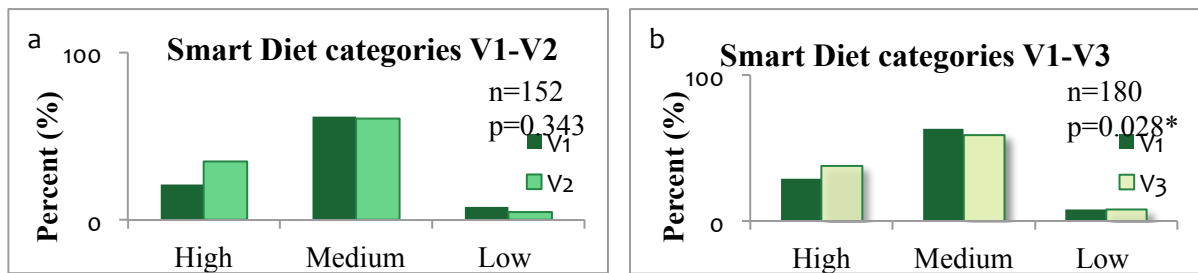 a
Smart Diet categories V1-V2
100
n=152
p=0.343
V1
V2
Percent (%)
0
High Medium Low
b
Smart Diet categories V1-V3
100
n=180
p=0.028*
V1
V3
Percent (%)
0
High Medium Low